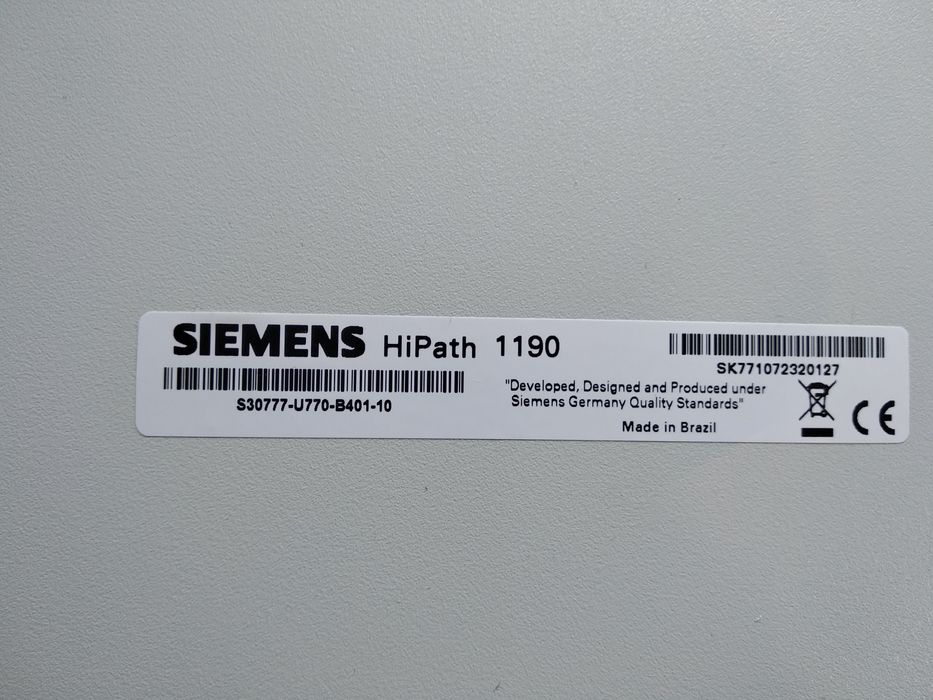 SIEMENS HiPath 1190
S30777-U770-B401-10
SK771072320127
"Developed, Designed and Produced under
Siemens Germany Quality Standards"
Made in Brazil
CE